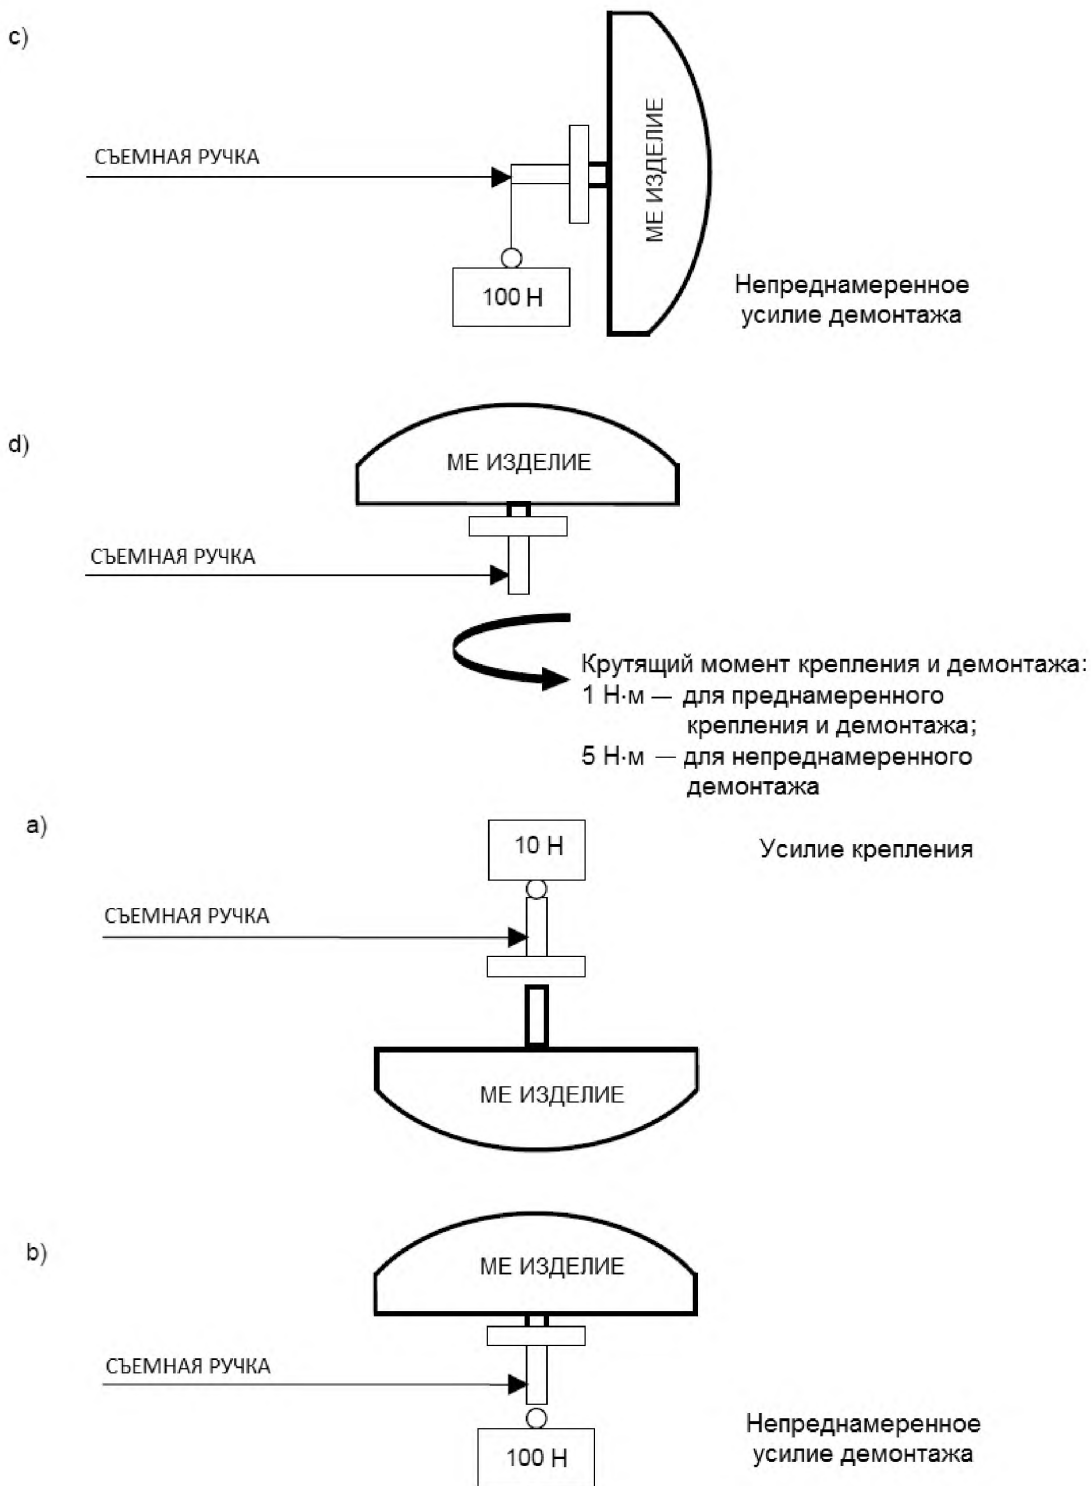 c)
СЪЕМНАЯ РУЧКА
МЕ ИЗДЕЛИЕ
100 Н
Непреднамеренное
усилие демонтажа
d)
МЕ ИЗДЕЛИЕ
СЪЕМНАЯ РУЧКА
Крутящий момент крепления и демонтажа:
1 Н·м — для преднамеренного
крепления и демонтажа;
5 Н·м — для непреднамеренного
демонтажа
a)
10 Н
Усилие крепления
СЪЕМНАЯ РУЧКА
МЕ ИЗДЕЛИЕ
b)
МЕ ИЗДЕЛИЕ
СЪЕМНАЯ РУЧКА
100 Н
Непреднамеренное
усилие демонтажа